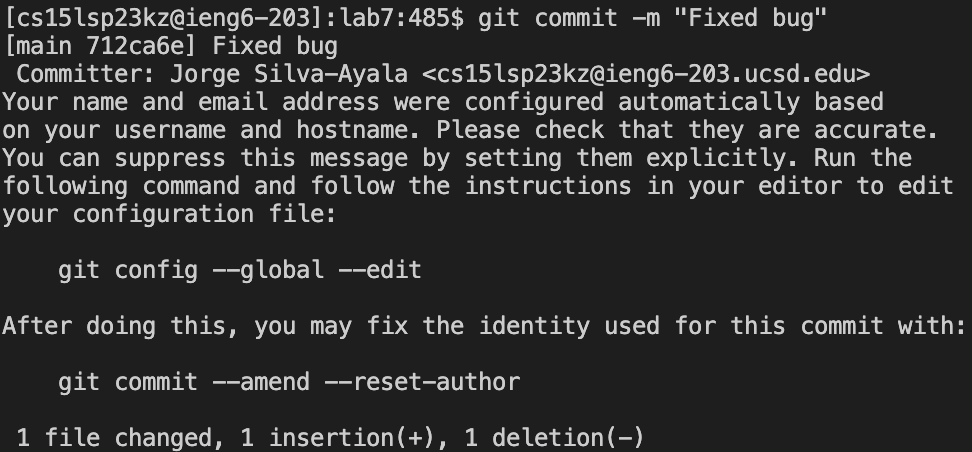 [cs15lsp23kz@ieng6-203]:lab7:485$ git commit -m "Fixed bug"
[main 712ca6e] Fixed bug
 Committer: Jorge Silva-Ayala <cs15lsp23kz@ieng6-203.ucsd.edu>
Your name and email address were configured automatically based
on your username and hostname. Please check that they are accurate.
You can suppress this message by setting them explicitly. Run the
following command and follow the instructions in your editor to edit
your configuration file:

    git config --global --edit

After doing this, you may fix the identity used for this commit with:

    git commit --amend --reset-author

 1 file changed, 1 insertion(+), 1 deletion(-)